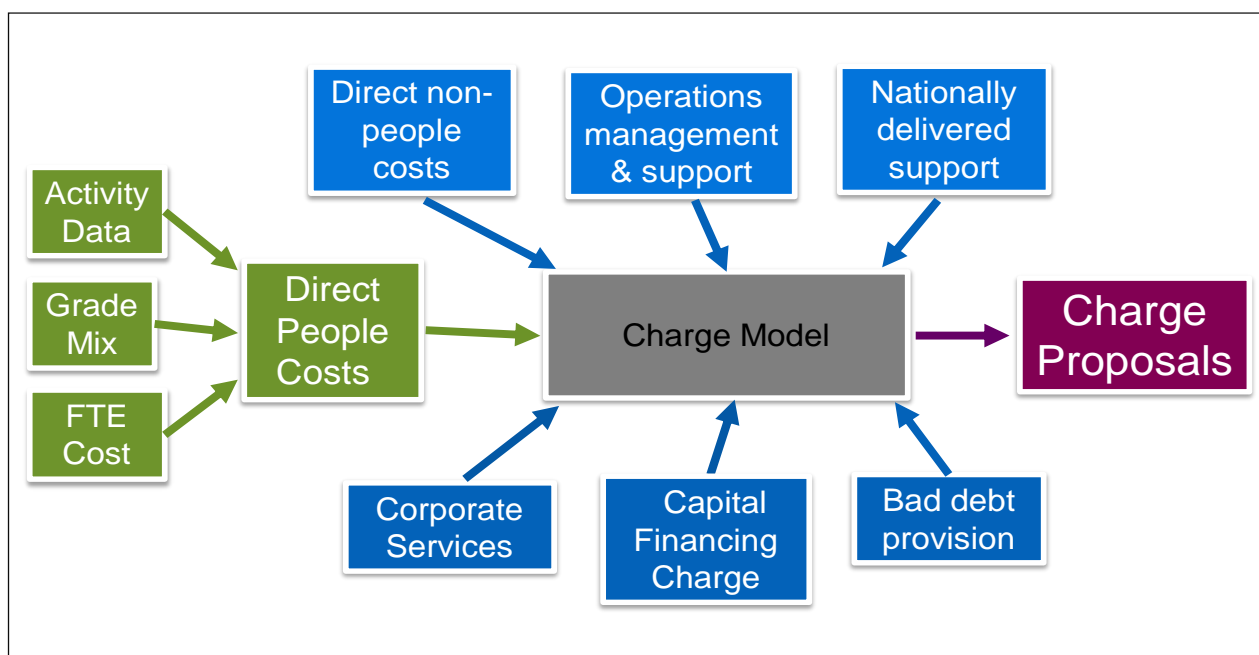 Direct non-
people
costs
Operations
management
& support
Nationally
delivered
support
Activity
Data
Grade
Mix
FTE
Cost
Direct
People
Costs
Charge Model
Charge
Proposals
Corporate
Services
Capital
Financing
Charge
Bad debt
provision